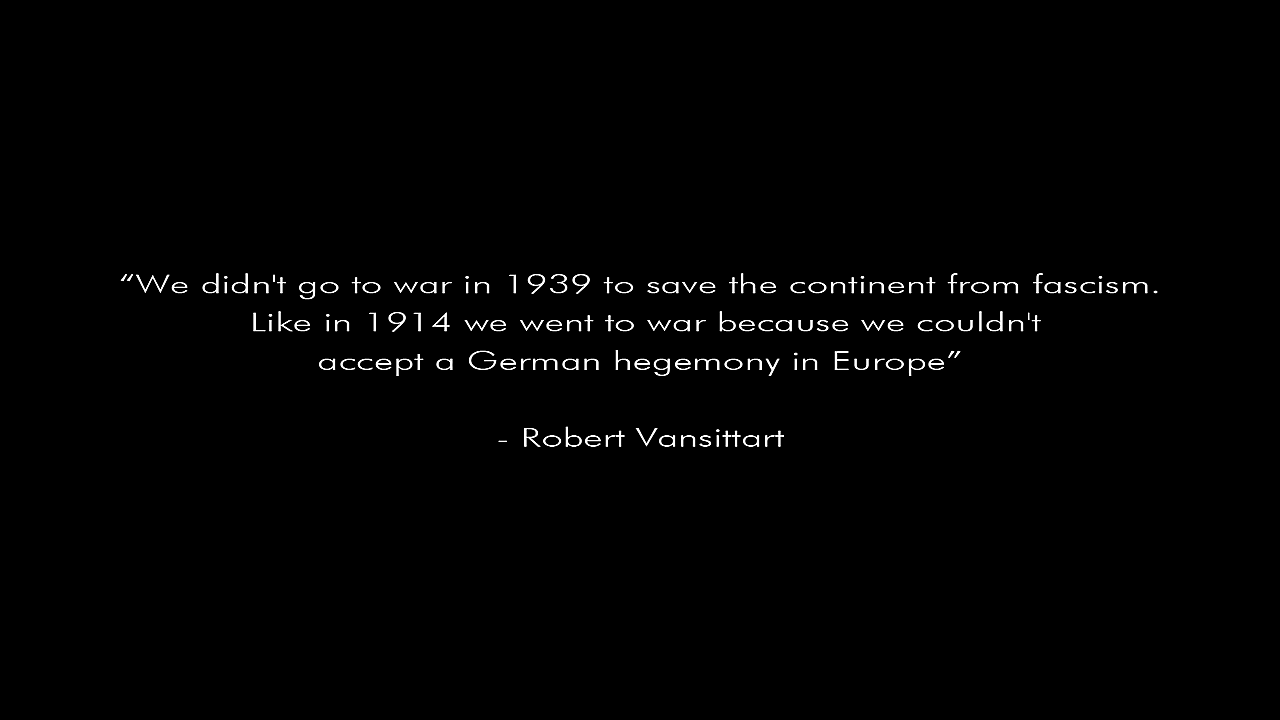 “We didn't go to war in 1939 to save the continent from fascism.
Like in 1914 we went to war because we couldn't
accept a German hegemony in Europe”
- Robert Vansittart